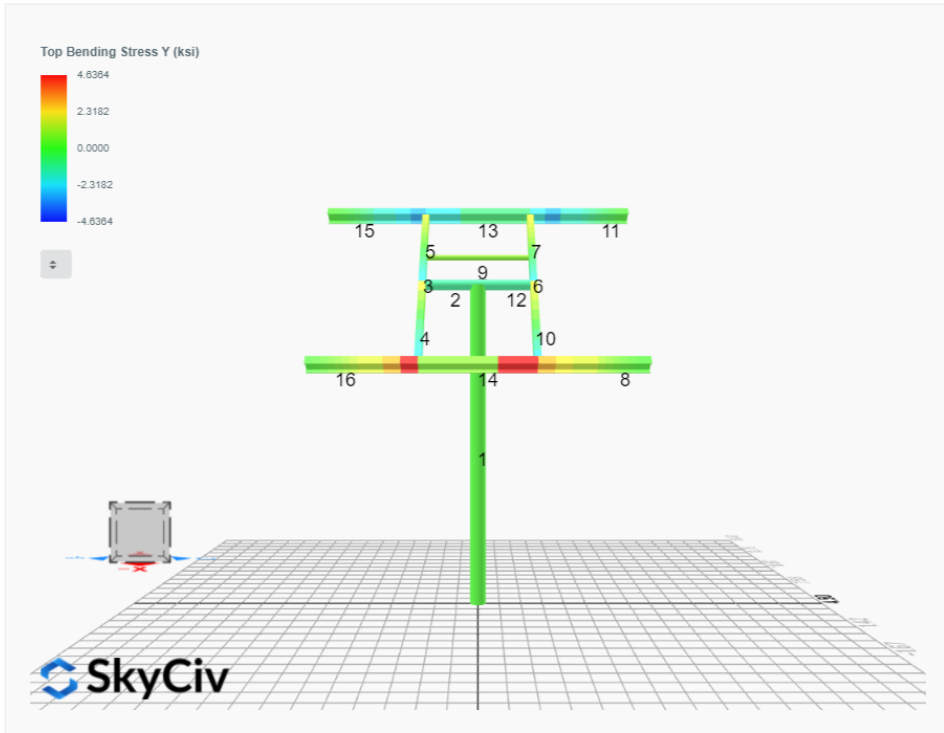 Top Bending Stress Y (ksi)
4.6364
2.3182
0.0000
-2.3182
-4.6364
15 13 11
5 7
9
3 6
2 12
4 10
16 14 8
1
-X
SkyCiv